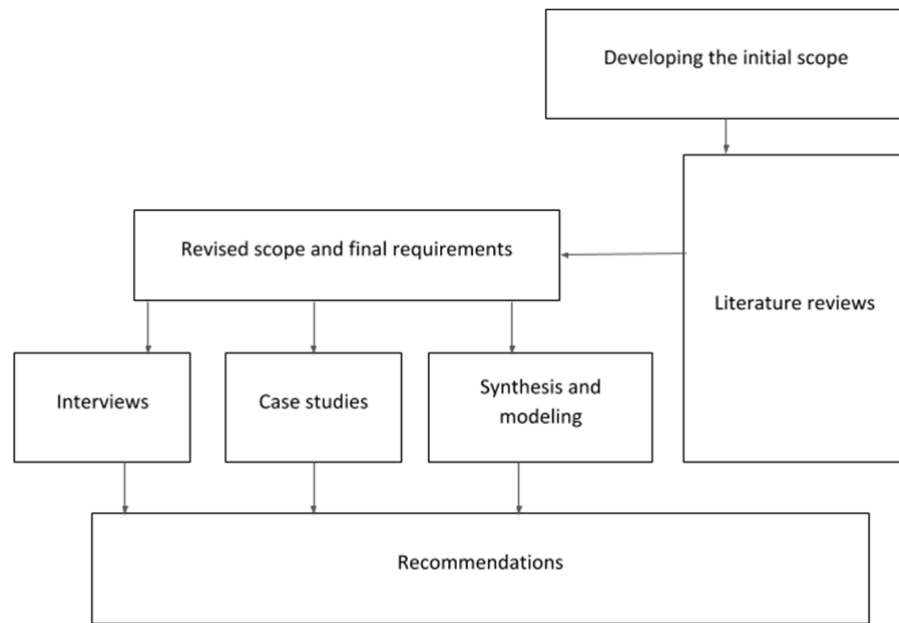 Developing the initial scope
Revised scope and final requirements
Literature reviews
Interviews
Case studies
Synthesis and
modeling
Recommendations